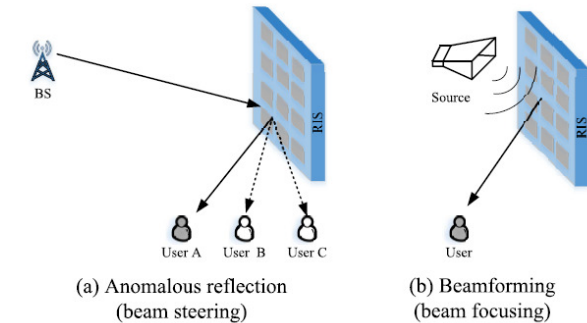 BS
RIS
User A
User B
User C
(a) Anomalous reflection
(beam steering)
Source
RIS
User
(b) Beamforming
(beam focusing)